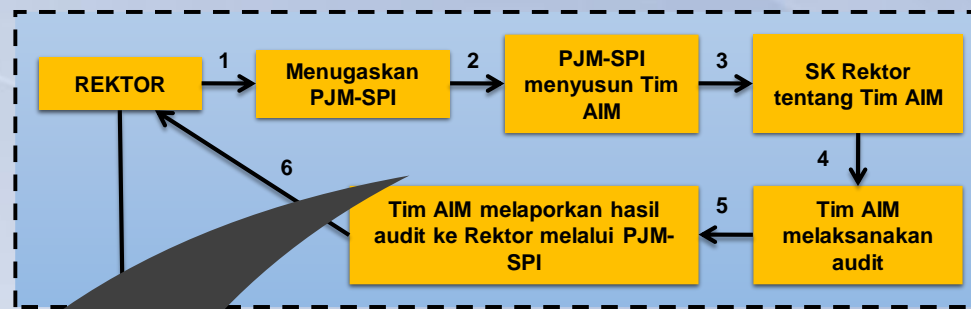 REKTOR
1
Menugaskan
PJM-SPI
2
PJM-SPI
menyusun Tim
AIM
3
SK Rektor
tentang Tim AIM
4
Tim AIM
melaksanakan
audit
5
Tim AIM melaporkan hasil
audit ke Rektor melalui PJM-
SPI
6